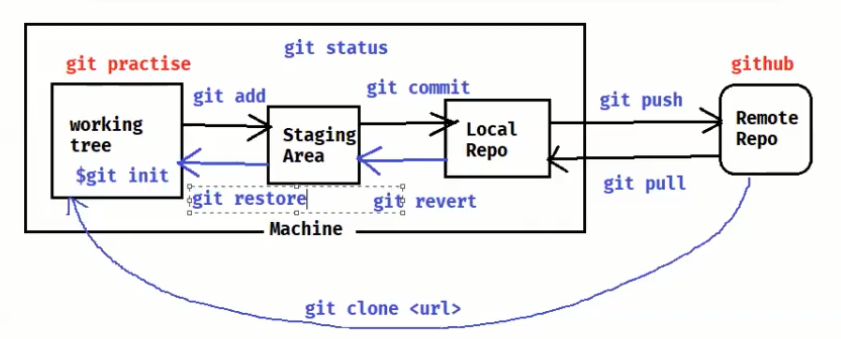 git status
git practise
github
git add
git commit
git push
working
tree
$git init
Staging
Area
Local
Repo
Remote
Repo
git pull
git restore
git revert
Machine
git clone <url>